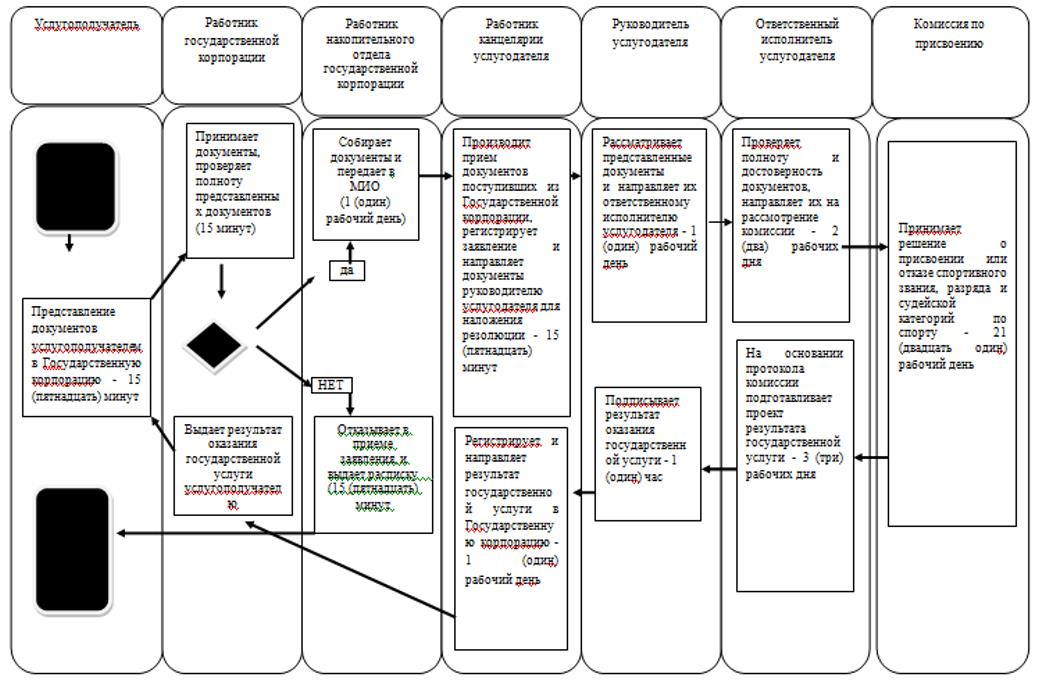 Услугополучатель
Работник
государственной
корпорации
Работник
накопительного
отдела
государственной
корпорации
Работник
канцелярии
услугодателя
Руководитель
услугодателя
Ответственный
исполнитель
услугодателя
Комиссия по
присвоению
Представление
документов
услугополучателем
в Государственную
корпорацию - 15
(пятнадцать) минут
Принимает
документы,
проверяет
полноту
представленны
х документов
(15 минут)
Выдает результат
оказания
государственной
услуги
услугополучател
ю.
Собирает
документы и
передает в
МИО
(1 (один)
рабочий день)
да
НЕТ
Отказывает в
приеме
заявления и
выдает расписку
(15 (пятнадцать)
минут.
Производит
прием
документов
поступивших из
Государственной
корпорации,
регистрирует
заявление и
направляет
документы
руководителю
услугодателя для
наложения
резолюции - 15
(пятнадцать)
минут
Регистрирует и
направляет
результат
государственно
й услуги в
Государственну
ю корпорацию -
1 (один)
рабочий день
Рассматривает
представленные
документы
и направляет их
ответственному
исполнителю
услугодателя - 1
(один) рабочий
день
Подписывает
результат
оказания
государственн
ой услуги - 1
(один) час
Проверяет
полноту и
достоверность
документов,
направляет их на
рассмотрение
комиссии - 2
(два) рабочих
дня
На основании
протокола
комиссии
подготавливает
проект
результата
государственной
услуги - 3 (три)
рабочих дня
Принимает
решение о
присвоении или
отказе спортивного
звания, разряда и
судейской
категорий по
спорту - 21
(двадцать один)
рабочий день